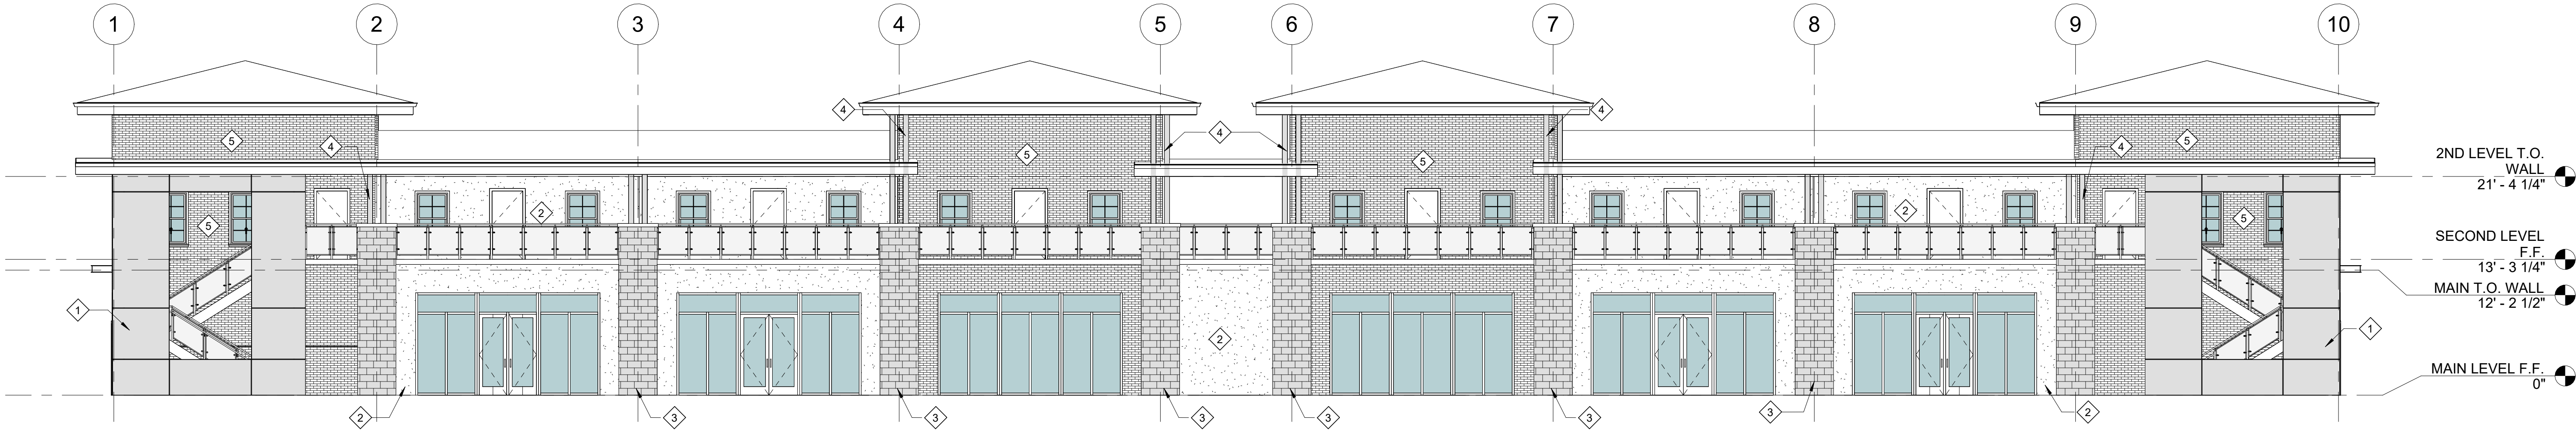 1 2 3 4 5 6 7 8 9 10
4 4
5 4 4 4 5
5 5
2ND LEVEL T.O.
WALL
21' - 4 1/4"
5 2 2 5
SECOND LEVEL
F.F.
13' - 3 1/4"
MAIN T.O. WALL
12' - 2 1/2"
1 2 1
MAIN LEVEL F.F.
0"
2 3 3 3 3 3 3 2